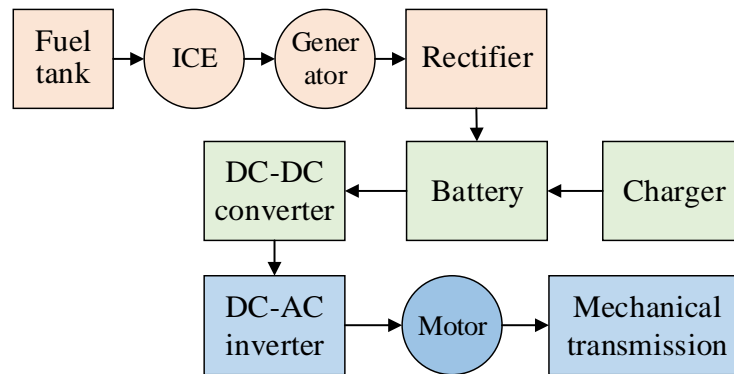 Fuel
tank
ICE
Gener
ator
Rectifier
DC-DC
converter
Battery
Charger
DC-AC
inverter
Motor
Mechanical
transmission